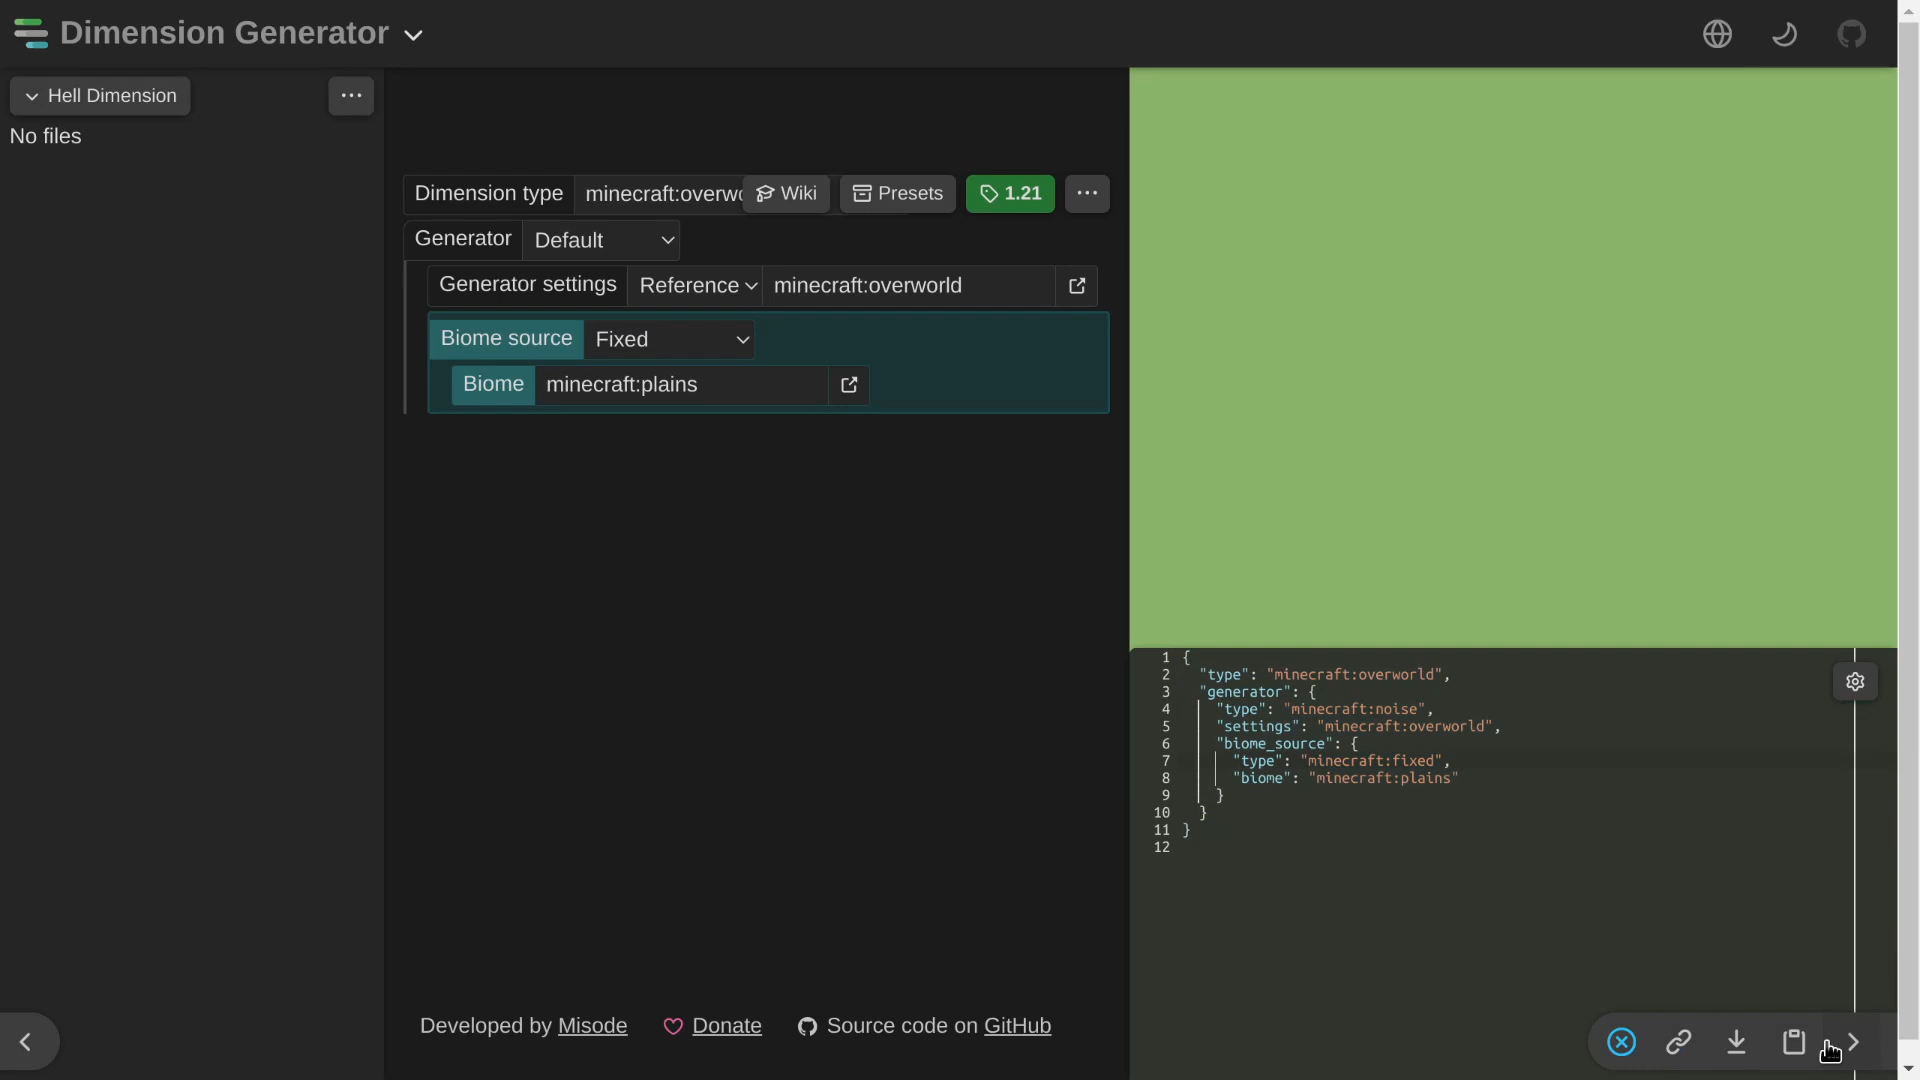 Dimension Generator
Hell Dimension
No files
Dimension type minecraft:overwo Wiki Presets 1.21
Generator Default
Generator settings Reference minecraft:overworld
Biome source Fixed
Biome minecraft:plains
1 {
2 "type": "minecraft:overworld",
3 "generator": {
4 "type": "minecraft:noise",
5 "settings": "minecraft:overworld",
6 "biome_source": {
7 "type": "minecraft:fixed",
8 "biome": "minecraft:plains"
9 }
10 }
11 }
12
Developed by Misode Donate Source code on GitHub